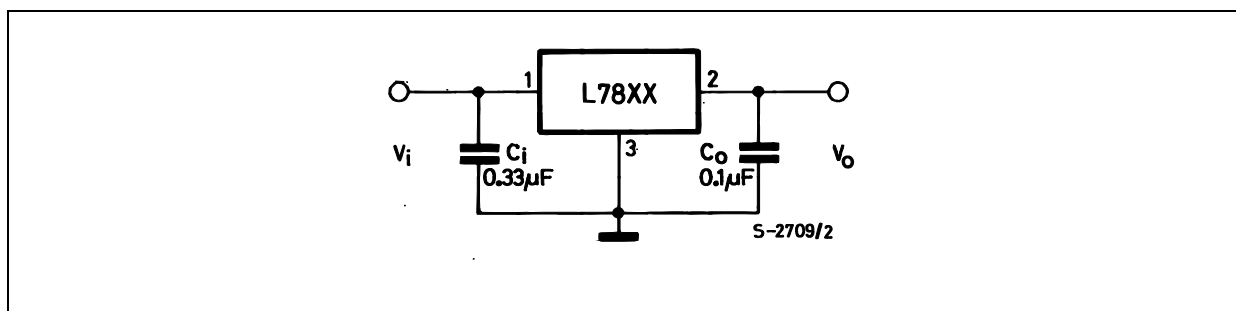 1
L78XX
2
3
Vi
Ci
0.33μF
Co
0.1μF
Vo
S-2709/2